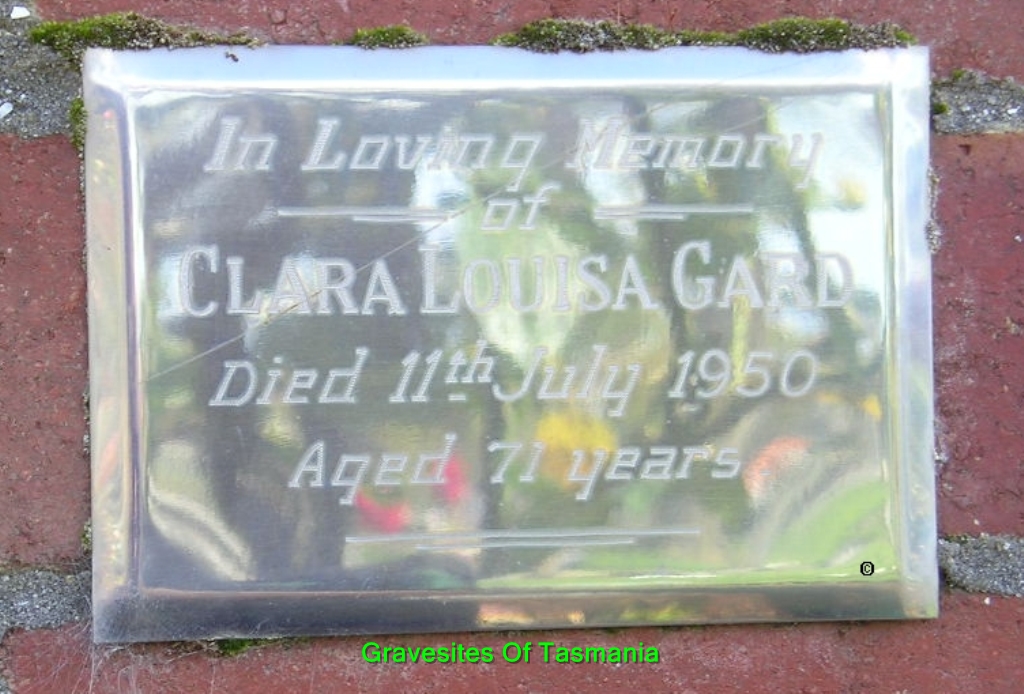 In Loving Memory
of
CLARA LOUISA GARD
Died 11th July 1950
Aged 71 years.
©
Gravesites Of Tasmania